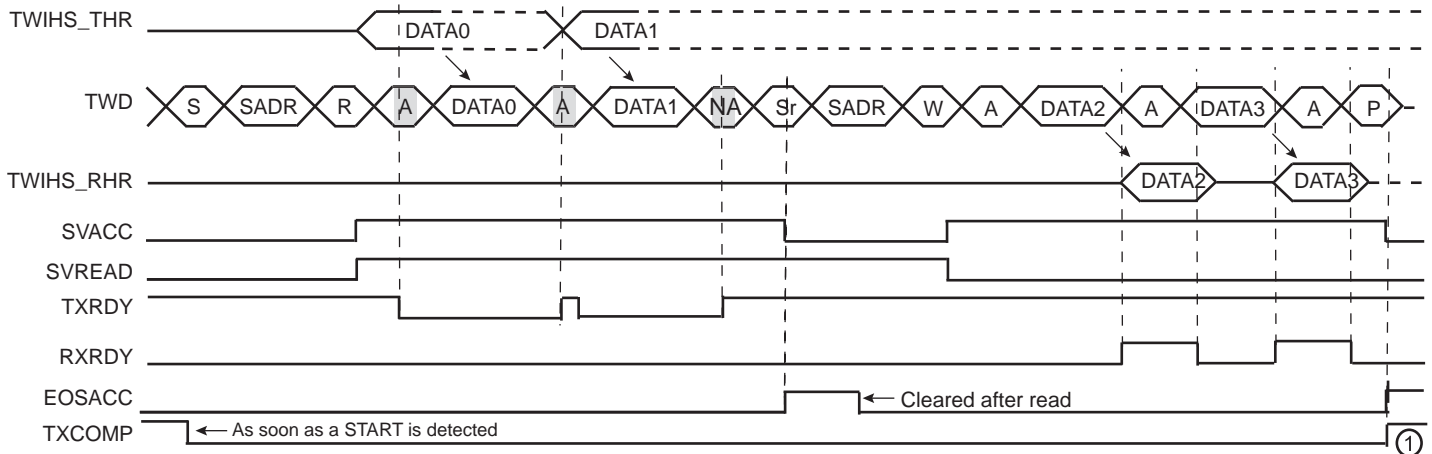 TWIHS_THR DATA0 DATA1
TWD S SADR R A DATA0 A DATA1 NA Sr SADR W A DATA2 A DATA3 A P
TWIHS_RHR DATA2 DATA3
SVACC
SVREAD
TXRDY
RXRDY
EOSACC Cleared after read
TXCOMP As soon as a START is detected 1